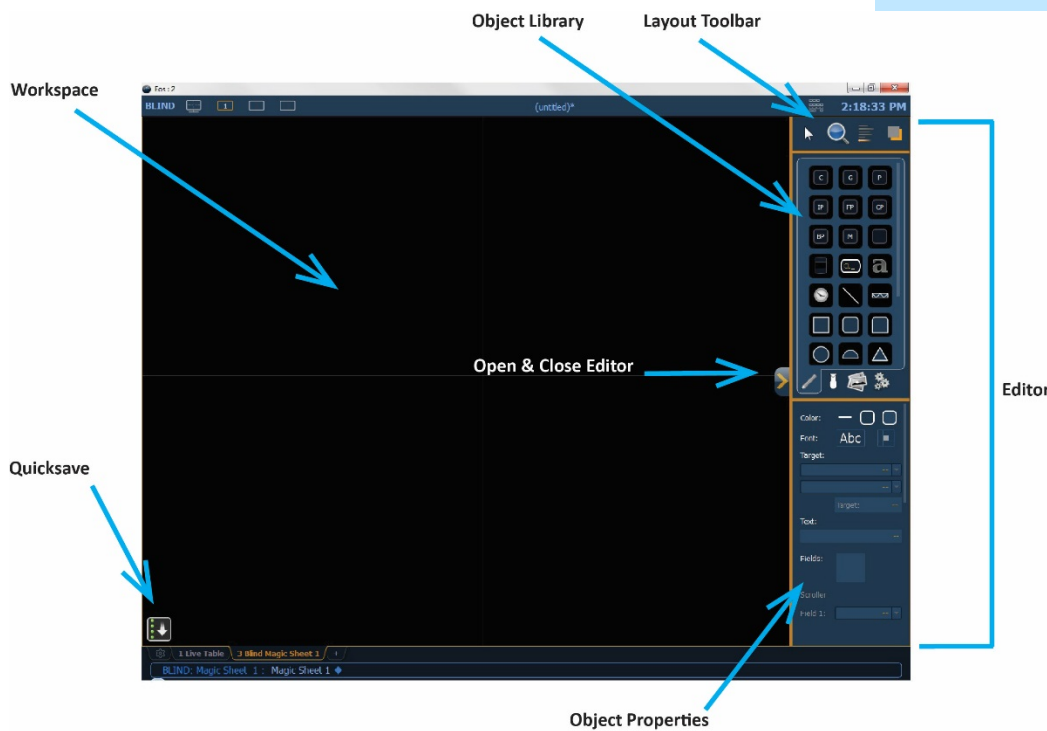 Object Library
Layout Toolbar
Workspace
BLIND
1
(untitled)*
2:18:33 PM
C G P
IP FP CP
BP M
a
Open & Close Editor
Editor
Color:
Font: Abc
Target:
Target:
Text:
Quicksave
Fields:
Scroller
Field 1:
1 Live Table
3 Blind Magic Sheet 1
+
BLIND: Magic Sheet 1 : Magic Sheet 1
Object Properties